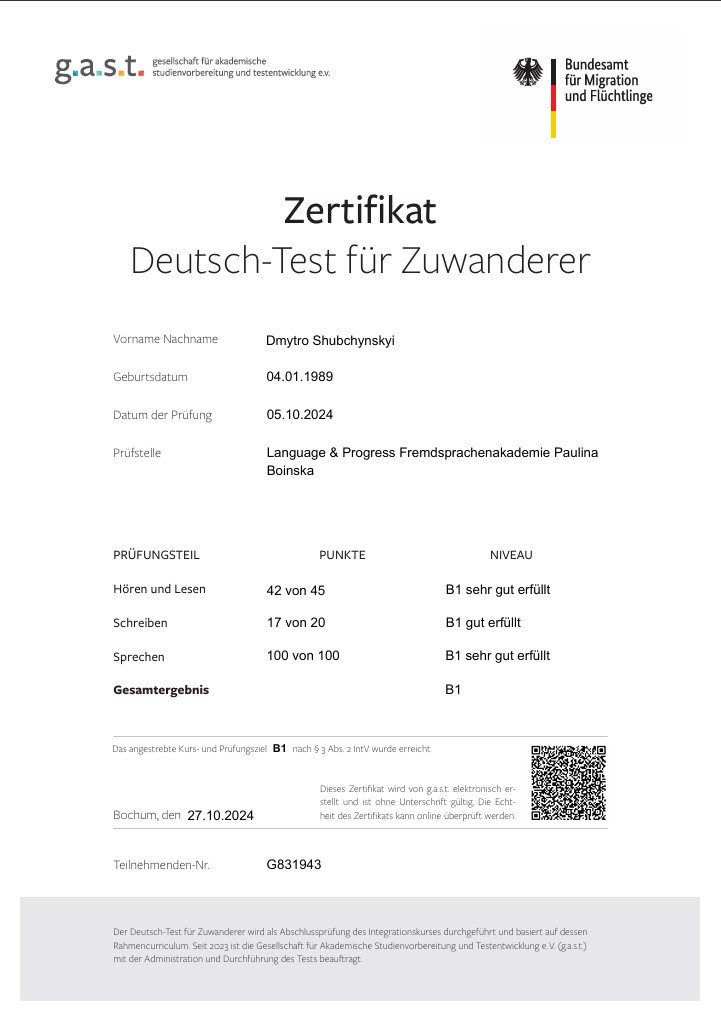 g.a.s.t. gesellschaft für akademische
studienvorbereitung und testentwicklung e.v.
Bundesamt
für Migration
und Flüchtlinge
Zertifikat
Deutsch-Test für Zuwanderer
Vorname Nachname Dmytro Shubchynskyi
Geburtsdatum 04.01.1989
Datum der Prüfung 05.10.2024
Prüfstelle Language & Progress Fremdsprachenakademie Paulina
Boinska
PRÜFUNGSTEIL PUNKTE NIVEAU
Hören und Lesen 42 von 45 B1 sehr gut erfüllt
Schreiben 17 von 20 B1 gut erfüllt
Sprechen 100 von 100 B1 sehr gut erfüllt
Gesamtergebnis B1
Das angestrebte Kurs- und Prüfungsziel B1 nach § 3 Abs. 2 IntV wurde erreicht.
Dieses Zertifikat wird von g.a.s.t. elektronisch er-
stellt und ist ohne Unterschrift gültig. Die Echt-
heit des Zertifikats kann online überprüft werden.
Bochum, den 27.10.2024
Teilnehmenden-Nr. G831943
Der Deutsch-Test für Zuwanderer wird als Abschlussprüfung des Integrationskurses durchgeführt und basiert auf dessen
Rahmencurriculum. Seit 2023 ist die Gesellschaft für Akademische Studienvorbereitung und Testentwicklung e.V. (g.a.s.t.)
mit der Administration und Durchführung des Tests beauftragt.